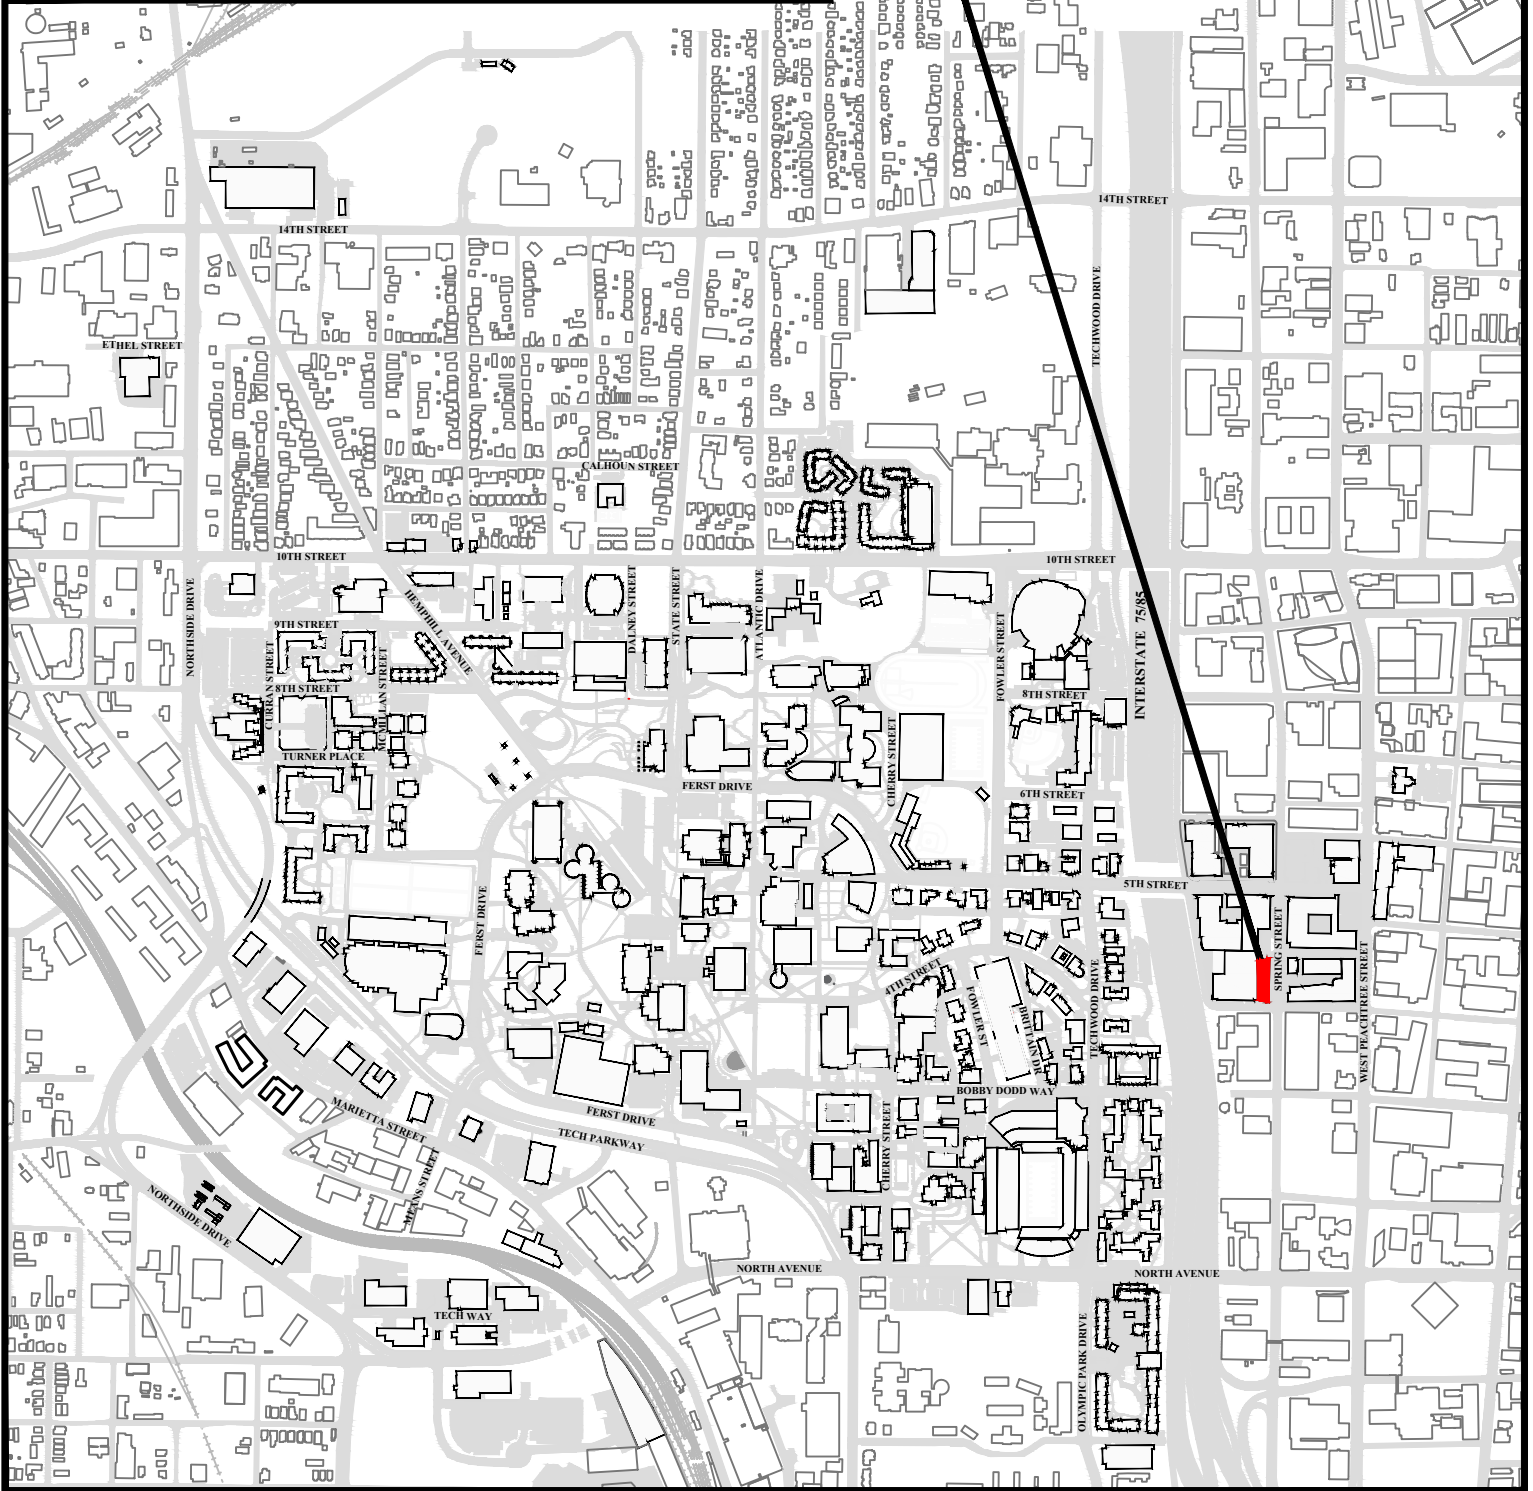 14TH STREET
14TH STREET
TECHWOOD DRIVE
ETHEL STREET
CALHOUN STREET
10TH STREET
10TH STREET
NORTHSIDE DRIVE
HEMPHILL AVENUE
DALNEY STREET
STATE STREET
ATLANTIC DRIVE
FOWLER STREET
INTERSTATE 75/85
9TH STREET
CURRAN STREET
8TH STREET
MCMILLAN STREET
8TH STREET
TURNER PLACE
CHERRY STREET
FERST DRIVE
6TH STREET
5TH STREET
FERST DRIVE
SPRING STREET
WEST PEACHTREE STREET
4TH STREET
FOWLER ST
BRITTAIN DR
TECHWOOD DRIVE
BOBBY DODD WAY
MARIETTA STREET
FERST DRIVE
TECH PARKWAY
CHERRY STREET
MEANS STREET
NORTHSIDE DRIVE
NORTH AVENUE
NORTH AVENUE
TECH WAY
OLYMPIC PARK DRIVE